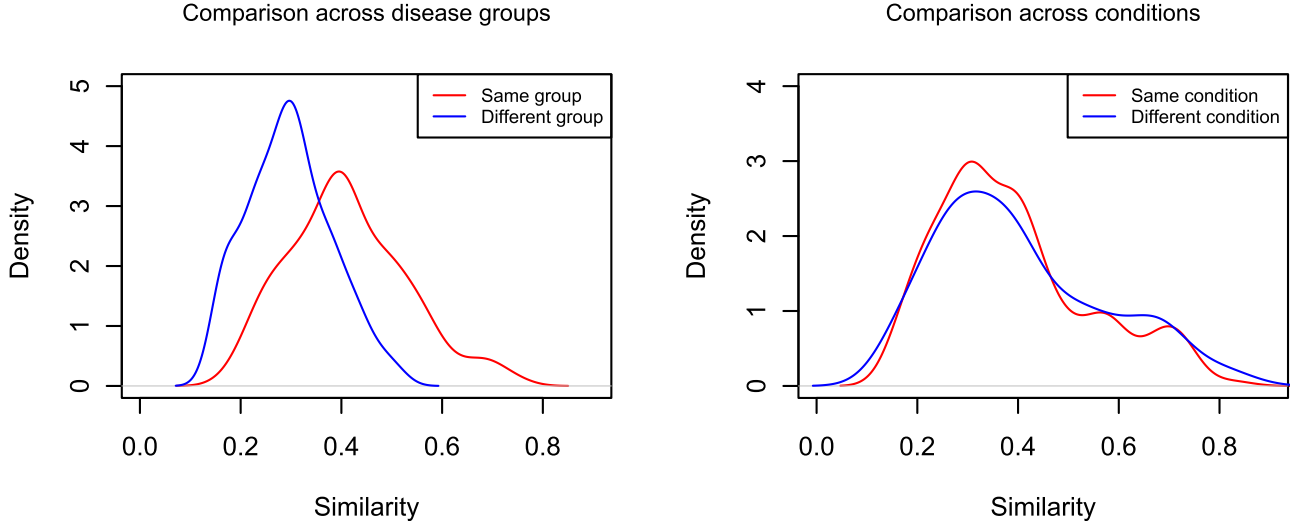 Comparison across disease groups
Density
5
4
3
2
1
0
Same group
Different group
0.0 0.2 0.4 0.6 0.8
Similarity
Comparison across conditions
Density
4
3
2
1
0
Same condition
Different condition
0.0 0.2 0.4 0.6 0.8
Similarity